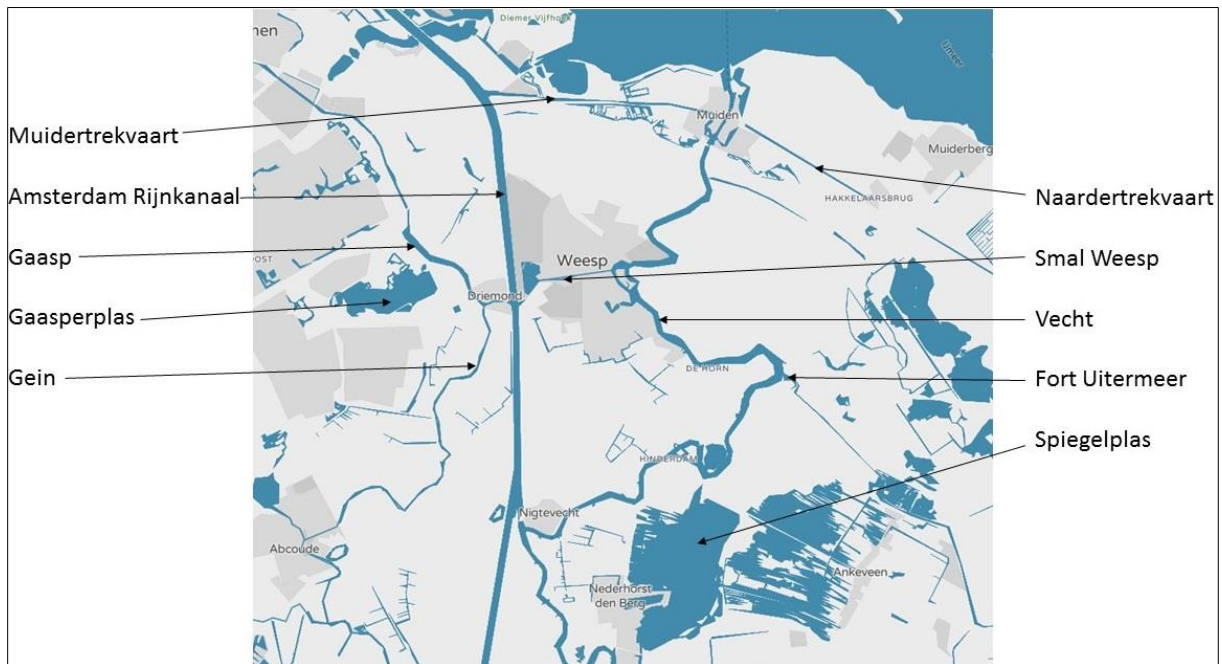 Diemer Vijfhoek
IJmeer
Muidertrekvaart
Muiden
Muiderberg
Amsterdam Rijnkanaal
HAKKELAARSBRUG
Naardertrekvaart
Gaasp
Weesp
Smal Weesp
Driemond
Gaasperplas
Vecht
DE HORN
Gein
Fort Uitermeer
Spiegelplas
HINDERDAM
Nigtevecht
Abcoude
Ankeveen
Nederhorst
den Berg